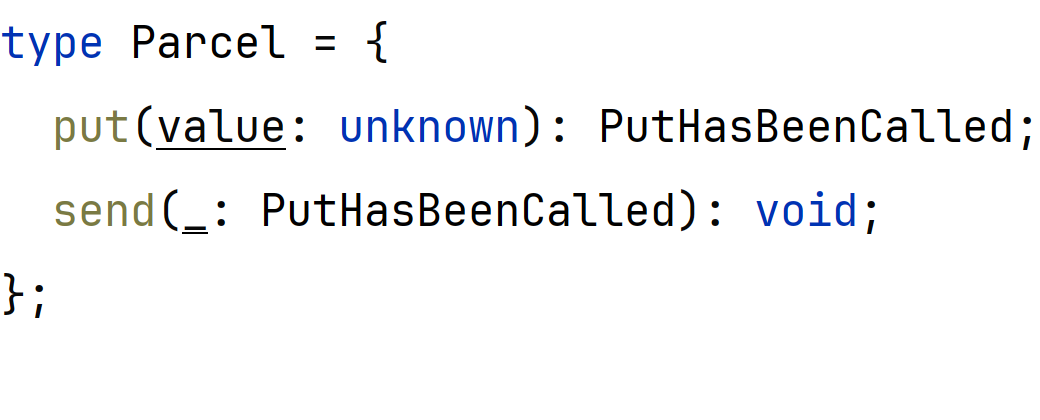 type Parcel = {
  put(value: unknown): PutHasBeenCalled;
  send(_: PutHasBeenCalled): void;
};